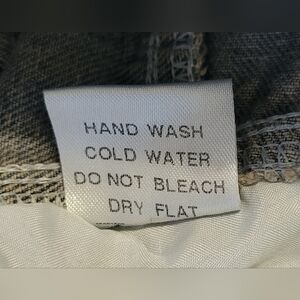 HAND WASH
COLD WATER
DO NOT BLEACH
DRY FLAT